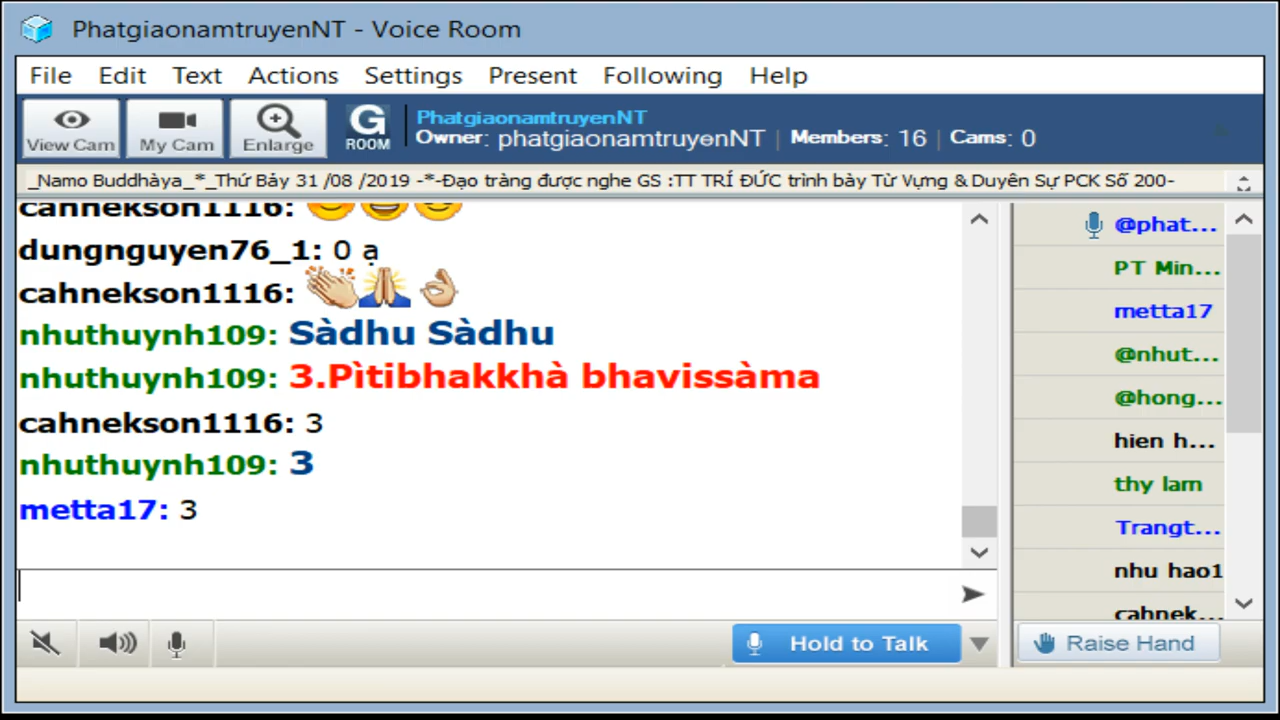 PhatgiaonamtruyenNT - Voice Room
File Edit Text Actions Settings Present Following Help
View Cam My Cam Enlarge G ROOM
PhatgiaonamtruyenNT
Owner: phatgiaonamtruyenNT | Members: 16 | Cams: 0
_Namo Buddhàya_*_Thứ Bảy 31 /08 /2019 -*-Đạo tràng được nghe GS :TT TRÍ ĐỨC trình bày Từ Vựng & Duyên Sự PCK Số 200-
cahnekson1116:
dungnguyen76_1: 0 ạ
cahnekson1116:
nhuthuynh109: Sàdhu Sàdhu
nhuthuynh109: 3.Pìtibhakkhà bhavissàma
cahnekson1116: 3
nhuthuynh109: 3
metta17: 3
@phat...
PT Min...
metta17
@nhut...
@hong...
hien h...
thy lam
Trangt...
nhu hao1
cahnek...
Hold to Talk
Raise Hand